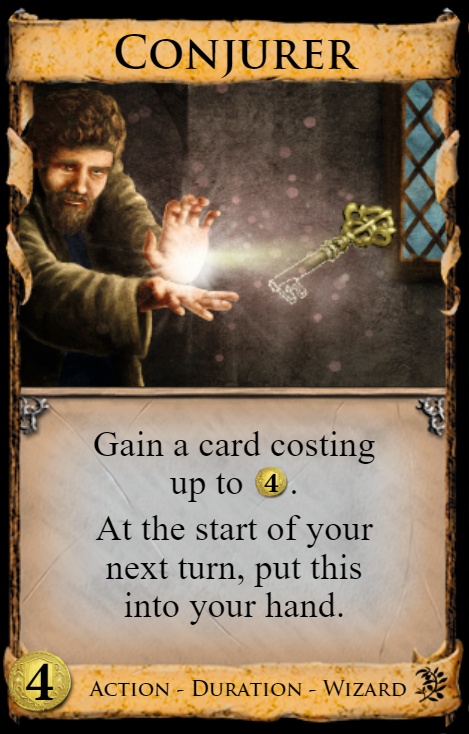 CONJURER
Gain a card costing
up to 4.
At the start of your
next turn, put this
into your hand.
4
ACTION - DURATION - WIZARD